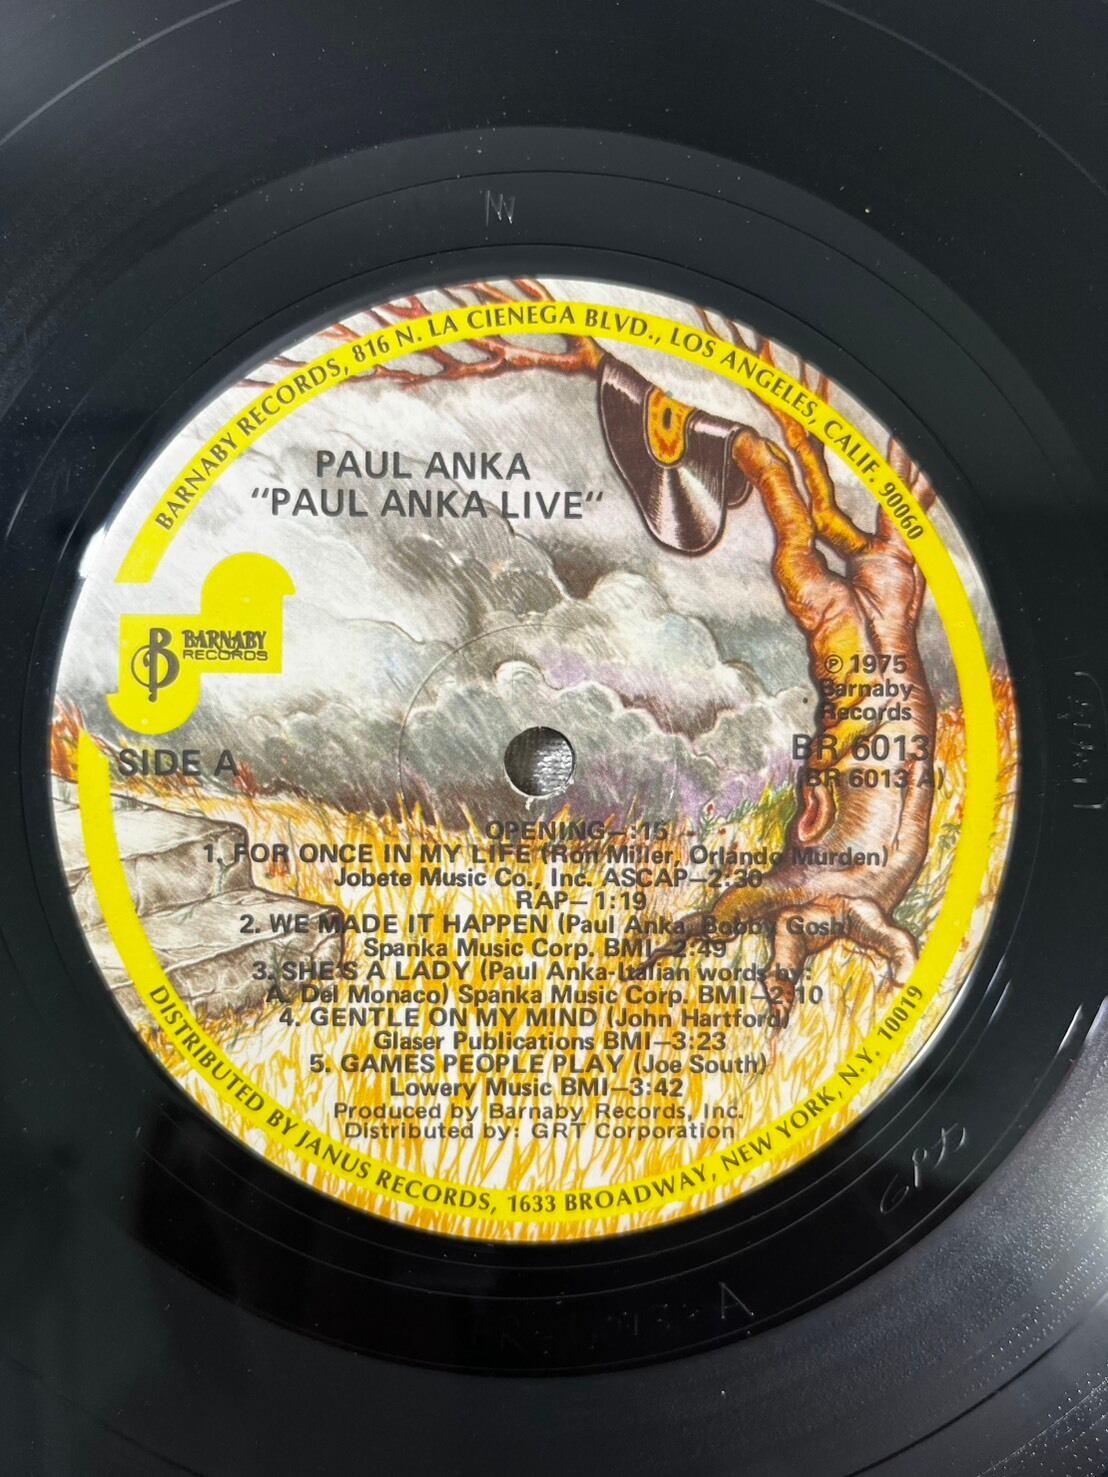 BARNABY RECORDS, 816 N. LA CIENEGA BLVD., LOS ANGELES, CALIF. 90060
PAUL ANKA
"PAUL ANKA LIVE"
B BARNABY
RECORDS
SIDE A
℗ 1975
Barnaby
Records
BR 6013
(BR 6013 A)
OPENING—:15
1. FOR ONCE IN MY LIFE (Ron Miller, Orlando Murden)
Jobete Music Co., Inc. ASCAP—2:30
RAP—1:19
2. WE MADE IT HAPPEN (Paul Anka, Bobby Gosh)
Spanka Music Corp. BMI—2:49
3. SHE'S A LADY (Paul Anka-Italian words by:
A. Del Monaco) Spanka Music Corp. BMI—2:10
4. GENTLE ON MY MIND (John Hartford)
Glaser Publications BMI—3:23
5. GAMES PEOPLE PLAY (Joe South)
Lowery Music BMI—3:42
Produced by Barnaby Records, Inc.
Distributed by: GRT Corporation
DISTRIBUTED BY JANUS RECORDS, 1633 BROADWAY, NEW YORK, N.Y. 10019